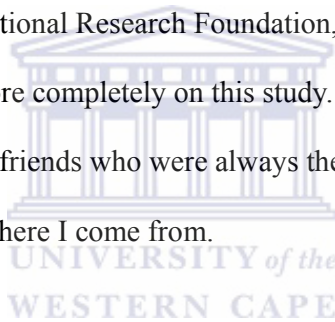 tional Research Foundation,
re completely on this study.
friends who were always the
here I come from.
UNIVERSITY of the
WESTERN CAPE